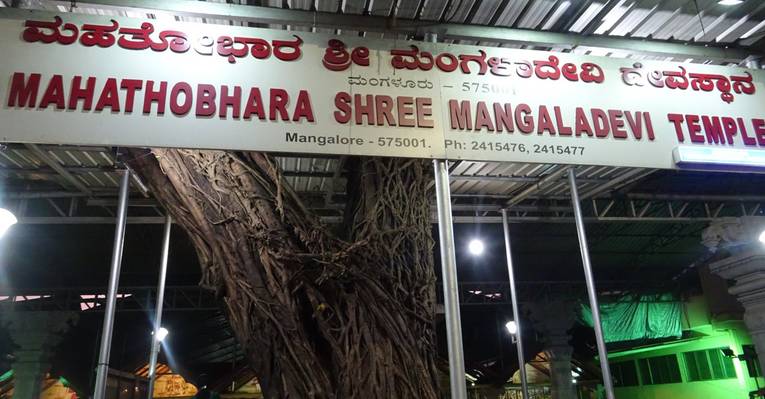 ಮಹತೋಭಾರ ಶ್ರೀ ಮಂಗಳಾದೇವಿ ದೇವಸ್ಥಾನ
ಮಂಗಳೂರು - 575001
MAHATHOBHARA SHREE MANGALADEVI TEMPLE
Mangalore - 575001. Ph: 2415476, 2415477